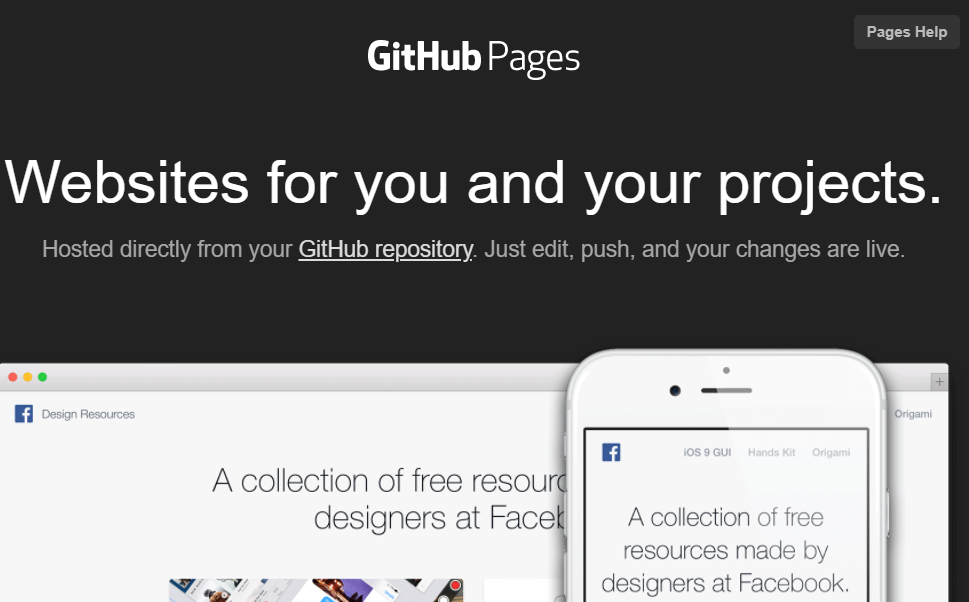 Pages Help
GitHub Pages
Websites for you and your projects.
Hosted directly from your GitHub repository. Just edit, push, and your changes are live.
Design Resources
Origami
A collection of free
designers at
iOS 9 GUI Hands Kit Origami
A collection of free
resources made by
designers at Facebook.